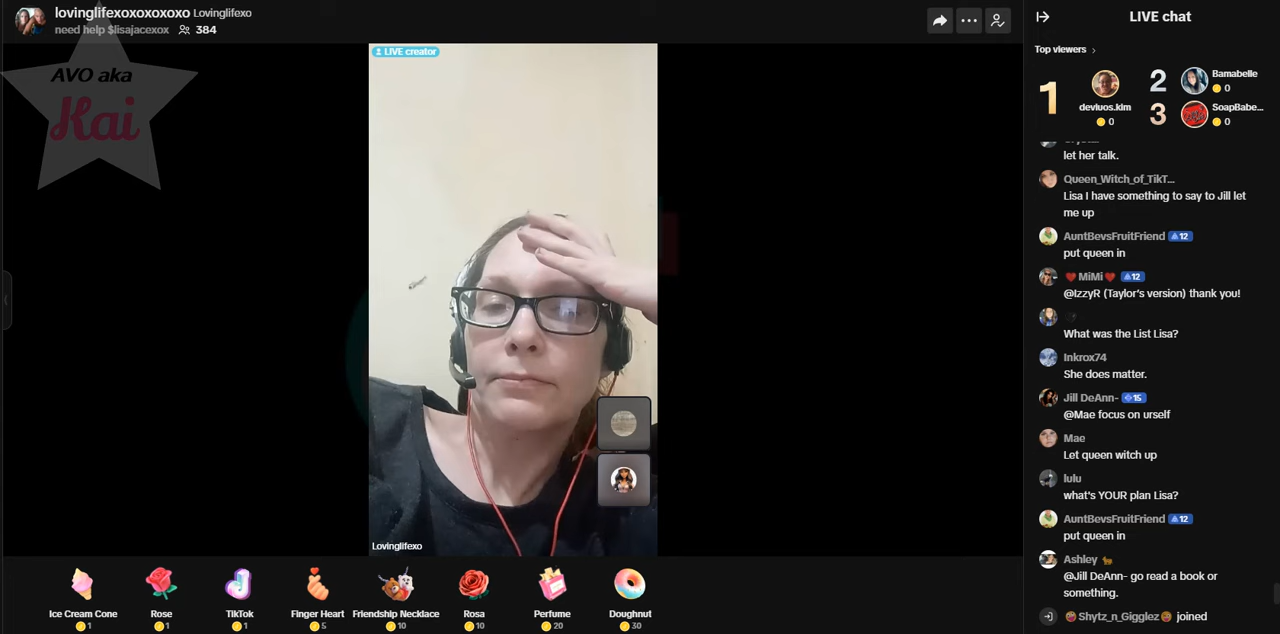 lovinglifexoxoxoxoxo Lovinglifexo
need help $lisajacexox 384
AVO aka
Kai
LIVE creator
Lovinglifexo
Ice Cream Cone
1
Rose
1
TikTok
1
Finger Heart
5
Friendship Necklace
10
Rosa
10
Perfume
20
Doughnut
30
LIVE chat
Top viewers
1
devluos.kim
0
2
Bamabelle
0
3
SoapBabe...
0
let her talk.
Queen_Witch_of_TikT...
Lisa I have something to say to Jill let
me up
AuntBevsFruitFriend 12
put queen in
❤️MiMi❤️ 12
@IzzyR (Taylor's version) thank you!
What was the List Lisa?
Inkrox74
She does matter.
Jill DeAnn- 15
@Mae focus on urself
Mae
Let queen witch up
lulu
what's YOUR plan Lisa?
AuntBevsFruitFriend 12
put queen in
Ashley
@Jill DeAnn- go read a book or
something.
Shytz_n_Gigglez joined